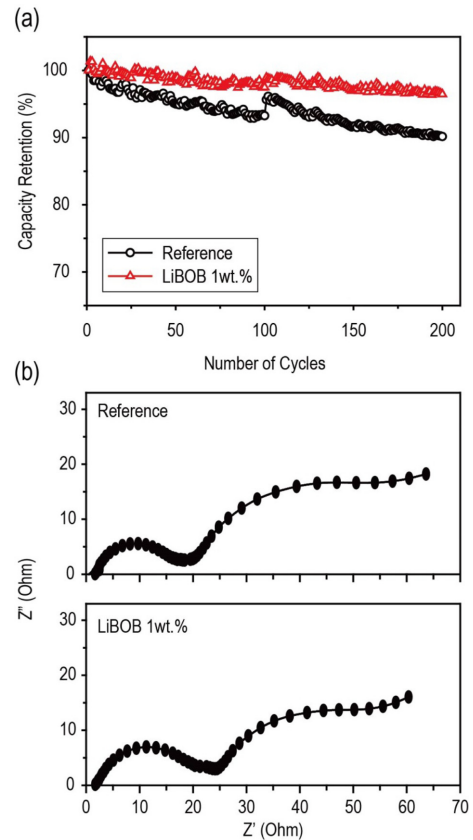 (a)
100
90
80
70
Capacity Retention (%)
Reference
LiBOB 1wt.%
0
50
100
150
200
Number of Cycles
(b)
30
20
10
0
Reference
30
20
10
0
LiBOB 1wt.%
Z" (Ohm)
0
10
20
30
40
50
60
70
Z' (Ohm)